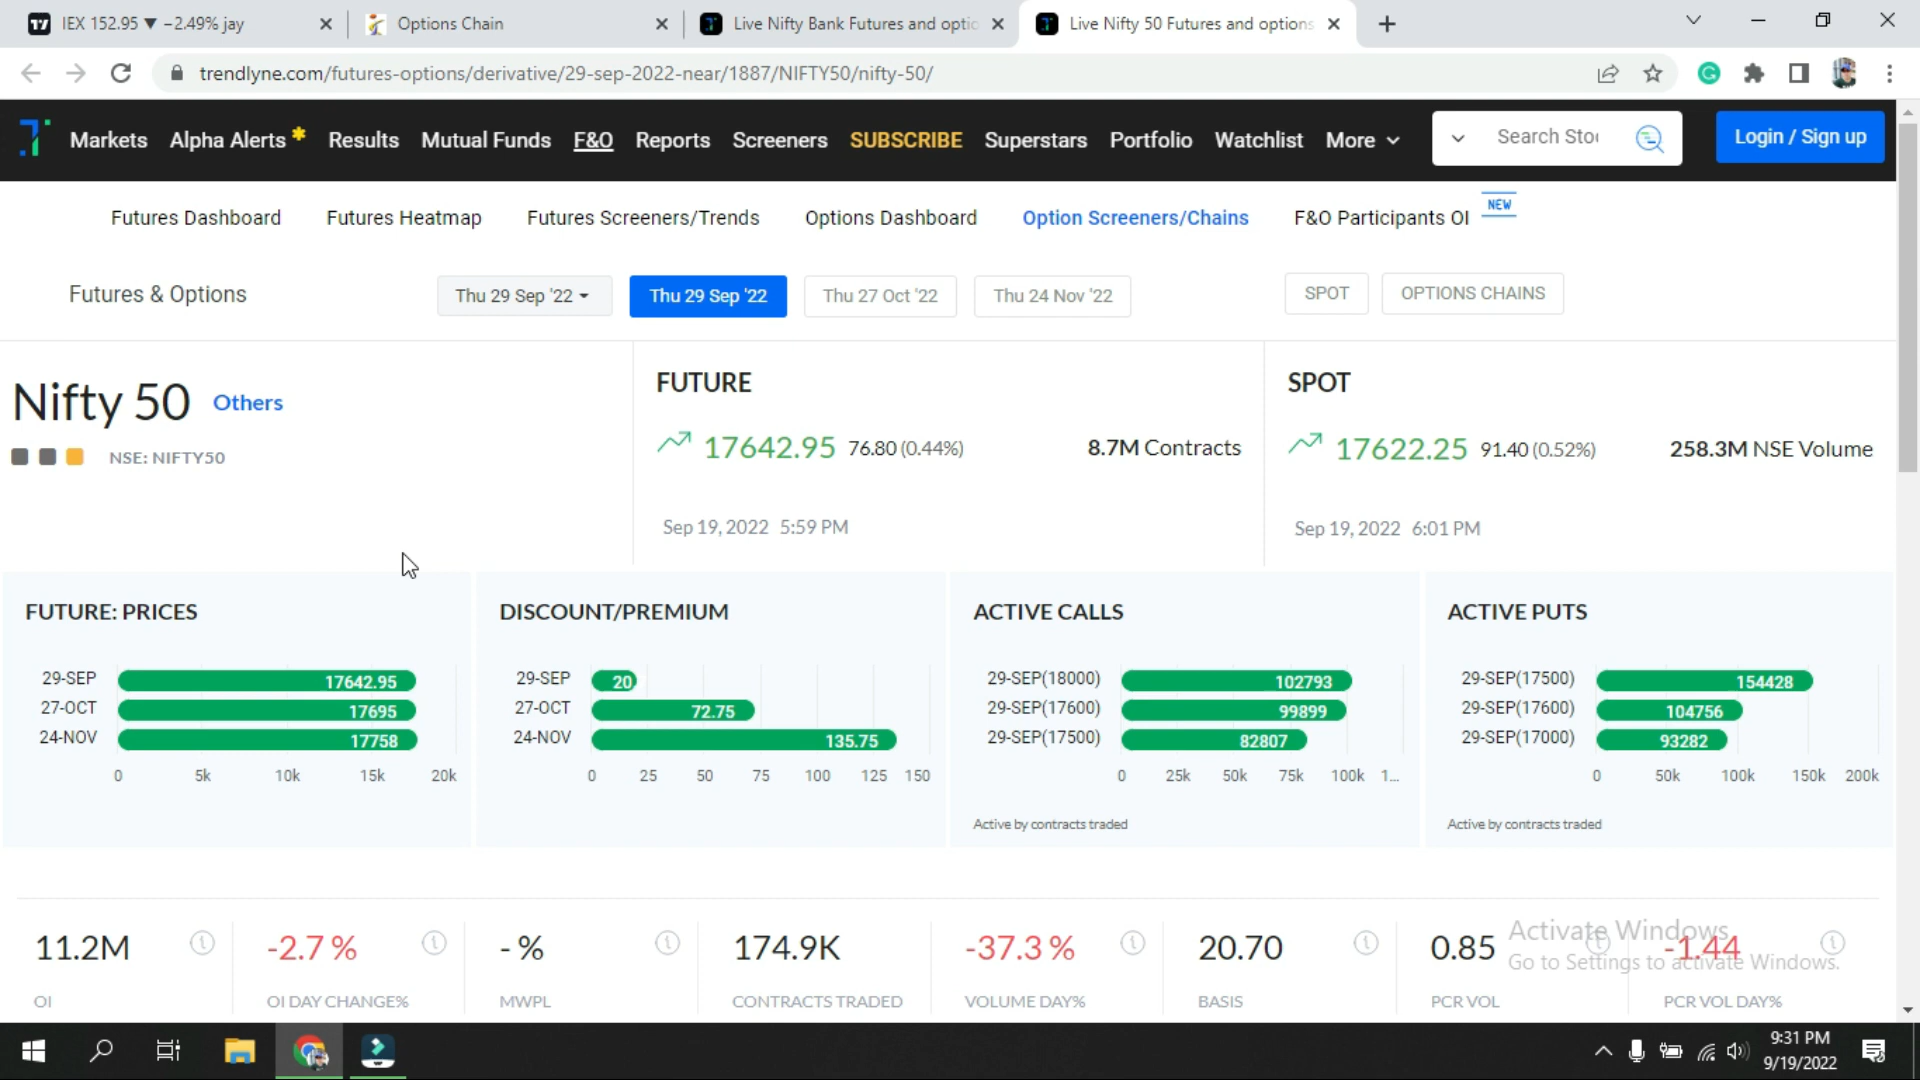 IEX 152.95 ▼ −2.49% jay
Options Chain
Live Nifty Bank Futures and optio
Live Nifty 50 Futures and options
trendlyne.com/futures-options/derivative/29-sep-2022-near/1887/NIFTY50/nifty-50/
Markets Alpha Alerts Results Mutual Funds F&O Reports Screeners SUBSCRIBE Superstars Portfolio Watchlist More Search Sto Login / Sign up
Futures Dashboard Futures Heatmap Futures Screeners/Trends Options Dashboard Option Screeners/Chains F&O Participants OI NEW
Futures & Options Thu 29 Sep '22 Thu 29 Sep '22 Thu 27 Oct '22 Thu 24 Nov '22 SPOT OPTIONS CHAINS
Nifty 50 Others
NSE: NIFTY50
FUTURE
17642.95 76.80 (0.44%) 8.7M Contracts
Sep 19, 2022 5:59 PM
SPOT
17622.25 91.40 (0.52%) 258.3M NSE Volume
Sep 19, 2022 6:01 PM
FUTURE: PRICES
29-SEP 17642.95
27-OCT 17695
24-NOV 17758
0 5k 10k 15k 20k
DISCOUNT/PREMIUM
29-SEP 20
27-OCT 72.75
24-NOV 135.75
0 25 50 75 100 125 150
ACTIVE CALLS
29-SEP(18000) 102793
29-SEP(17600) 99899
29-SEP(17500) 82807
0 25k 50k 75k 100k 1...
Active by contracts traded
ACTIVE PUTS
29-SEP(17500) 154428
29-SEP(17600) 104756
29-SEP(17000) 93282
0 50k 100k 150k 200k
Active by contracts traded
11.2M
OI
-2.7 %
OI DAY CHANGE%
- %
MWPL
174.9K
CONTRACTS TRADED
-37.3 %
VOLUME DAY%
20.70
BASIS
0.85
PCR VOL
-1.44
PCR VOL DAY%
Activate Windows
Go to Settings to activate Windows.
9:31 PM
9/19/2022